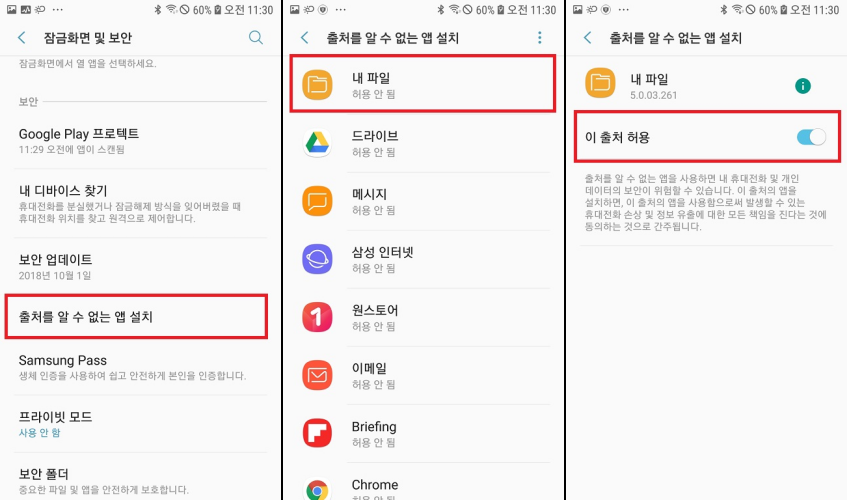 60% 오전 11:30
잠금화면 및 보안
잠금화면에서 열 앱을 선택하세요.
보안
Google Play 프로텍트
11:29 오전에 앱이 스캔됨
내 디바이스 찾기
휴대전화를 분실했거나 잠금해제 방식을 잊어버렸을 때
휴대전화 위치를 찾고 원격으로 제어합니다.
보안 업데이트
2018년 10월 1일
출처를 알 수 없는 앱 설치
Samsung Pass
생체 인증을 사용하여 쉽고 안전하게 본인을 인증합니다.
프라이빗 모드
사용 안 함
보안 폴더
중요한 파일 및 앱을 안전하게 보호합니다.
60% 오전 11:30
출처를 알 수 없는 앱 설치
내 파일
허용 안 됨
드라이브
허용 안 됨
메시지
허용 안 됨
삼성 인터넷
허용 안 됨
원스토어
허용 안 됨
이메일
허용 안 됨
Briefing
허용 안 됨
Chrome
허용 안 됨
60% 오전 11:30
출처를 알 수 없는 앱 설치
내 파일
5.0.03.261
이 출처 허용
출처를 알 수 없는 앱을 사용하면 내 휴대전화 및 개인
데이터의 보안이 위험할 수 있습니다. 이 출처의 앱을
설치하면, 이 출처의 앱을 사용함으로써 발생할 수 있는
휴대전화 손상 및 정보 유출에 대한 모든 책임을 진다는 것에
동의하는 것으로 간주됩니다.